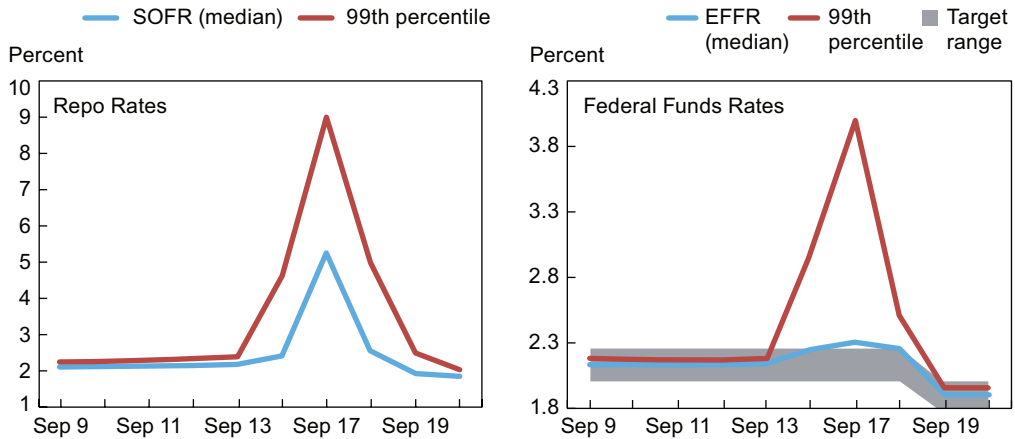 SOFR (median) 99th percentile
Percent
Repo Rates
10
9
8
7
6
5
4
3
2
1
Sep 9 Sep 11 Sep 13 Sep 17 Sep 19
EFFR (median) 99th percentile Target range
Percent
Federal Funds Rates
4.3
3.8
3.3
2.8
2.3
1.8
Sep 9 Sep 11 Sep 13 Sep 17 Sep 19